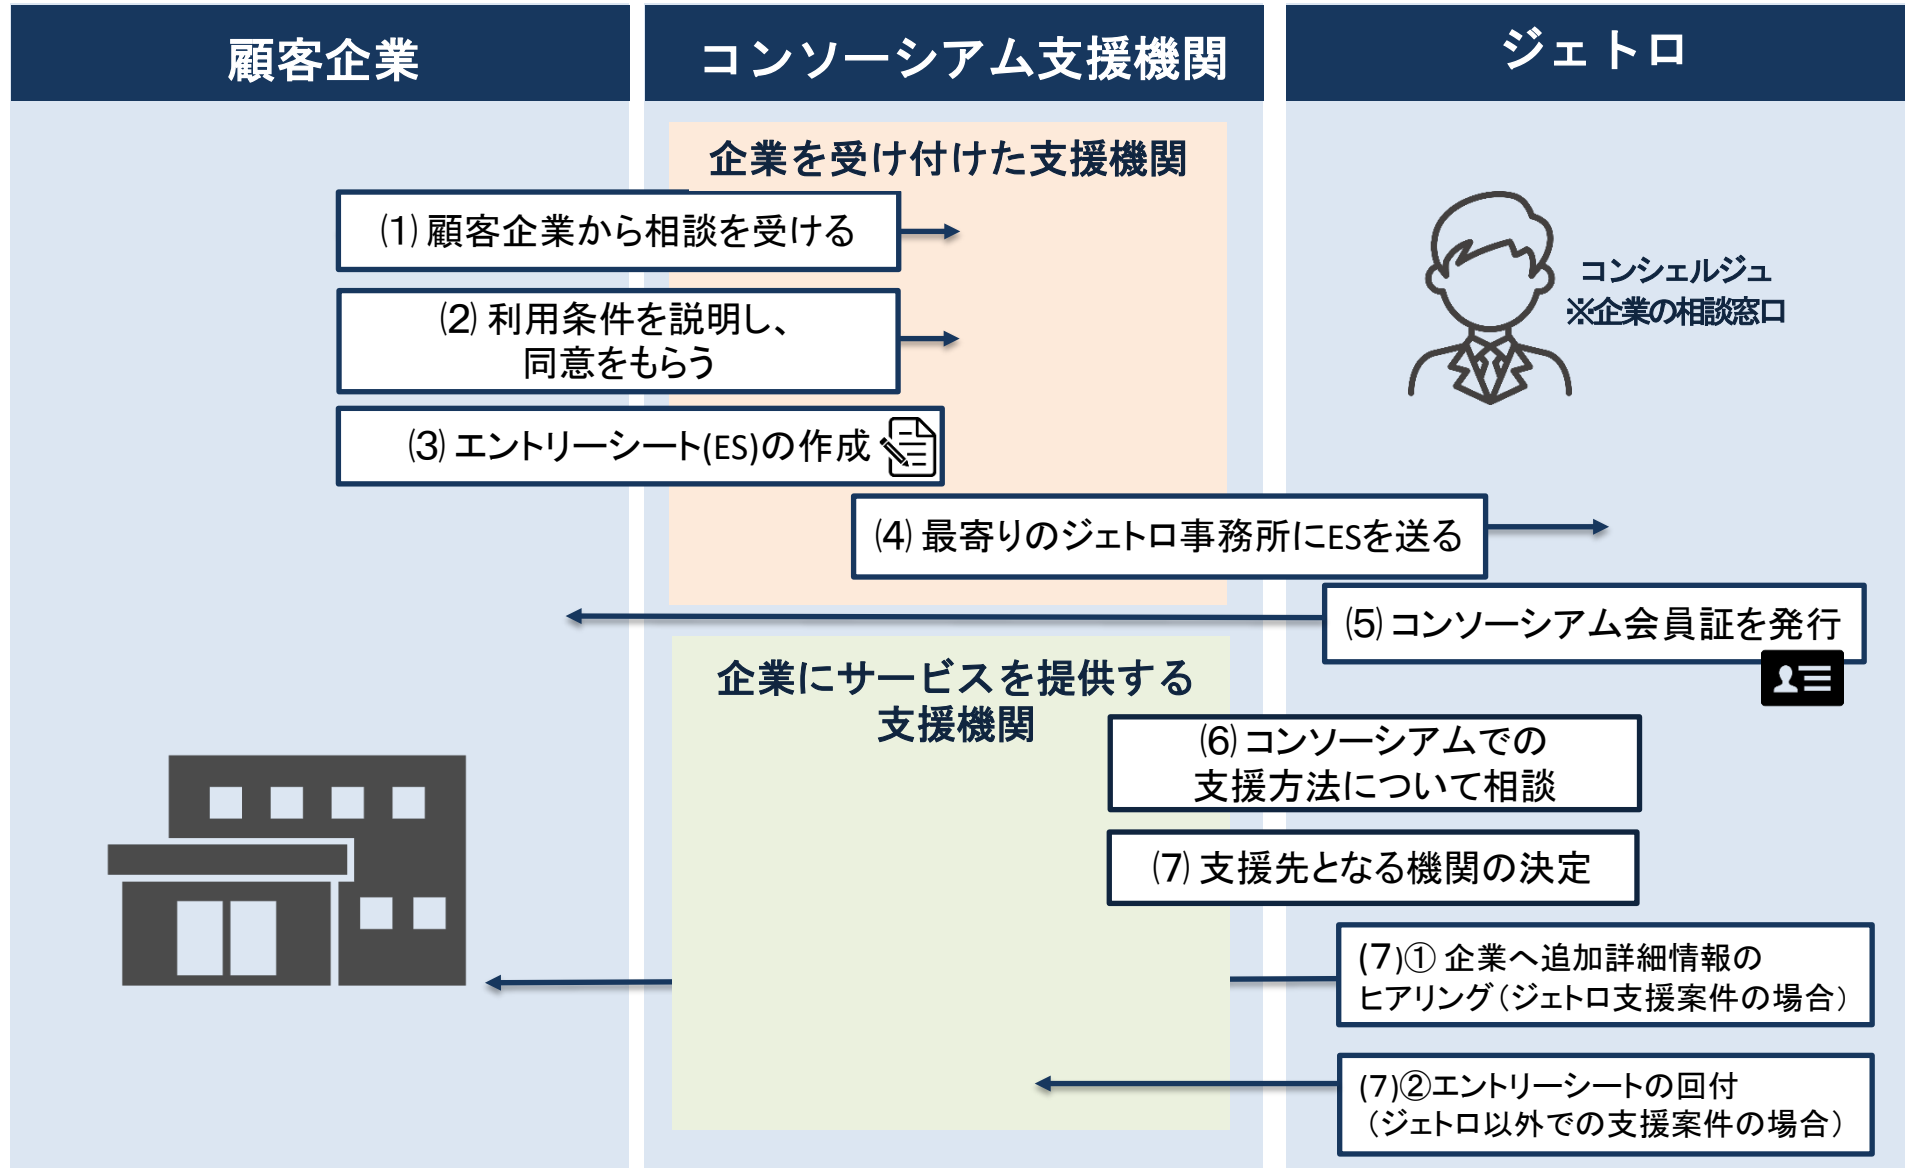 顧客企業
コンソーシアム支援機関
ジェトロ
企業を受け付けた支援機関
⑴ 顧客企業から相談を受ける
コンシェルジュ
※企業の相談窓口
⑵ 利用条件を説明し、
同意をもらう
⑶ エントリーシート(ES)の作成
⑷ 最寄りのジェトロ事務所にESを送る
⑸ コンソーシアム会員証を発行
企業にサービスを提供する
支援機関
⑹ コンソーシアムでの
支援方法について相談
⑺ 支援先となる機関の決定
(7)① 企業へ追加詳細情報の
ヒアリング（ジェトロ支援案件の場合）
(7)②エントリーシートの回付
（ジェトロ以外での支援案件の場合）